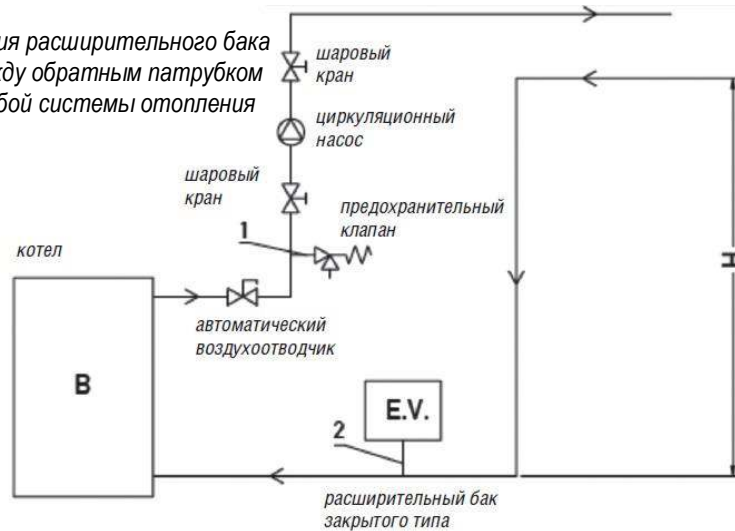 ия расширительного бака
ду обратным патрубком
бой системы отопления
шаровый
кран
циркуляционный
насос
шаровый
кран
предохранительный
клапан
1
котел
автоматический
воздухоотводчик
H
B
E.V.
2
расширительный бак
закрытого типа